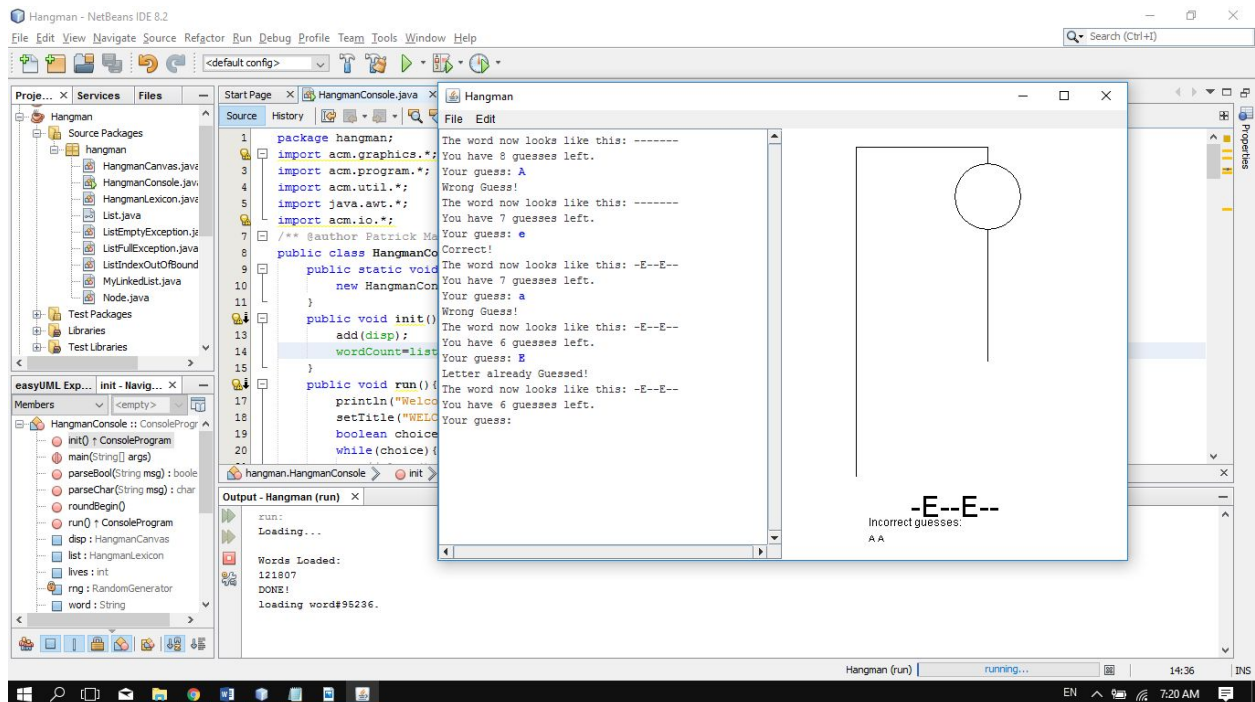 Hangman - NetBeans IDE 8.2
File Edit View Navigate Source Refactor Run Debug Profile Team Tools Window Help
Search (Ctrl+I)
<default config>
Proje... Services Files
Hangman
Source Packages
hangman
HangmanCanvas.java
HangmanConsole.java
HangmanLexicon.java
List.java
ListEmptyException.ja
ListFullException.java
ListIndexOutOfBound
MyLinkedList.java
Node.java
Test Packages
Libraries
Test Libraries
easyUML Exp... init - Navig...
Members <empty>
HangmanConsole :: ConsoleProgr
init() ↑ ConsoleProgram
main(String[] args)
parseBool(String msg) : boole
parseChar(String msg) : char
roundBegin()
run() ↑ ConsoleProgram
disp : HangmanCanvas
list : HangmanLexicon
lives : int
rng : RandomGenerator
word : String
Start Page HangmanConsole.java
Source History
1 package hangman;
import acm.graphics.*;
3 import acm.program.*;
4 import acm.util.*;
5 import java.awt.*;
import acm.io.*;
7 /** @author Patrick Ma
8 public class HangmanCo
9 public static void
10 new HangmanCon
11 }
public void init()
13 add(disp);
14 wordCount=list
15 }
public void run(){
17 println("Welco
18 setTitle("WELC
19 boolean choice
20 while(choice){
hangman.HangmanConsole init
Output - Hangman (run)
run:
Loading...
Words Loaded:
121807
DONE!
loading word#95236.
Hangman
File Edit
The word now looks like this: -------
You have 8 guesses left.
Your guess: A
Wrong Guess!
The word now looks like this: -------
You have 7 guesses left.
Your guess: e
Correct!
The word now looks like this: -E--E--
You have 7 guesses left.
Your guess: a
Wrong Guess!
The word now looks like this: -E--E--
You have 6 guesses left.
Your guess: E
Letter already Guessed!
The word now looks like this: -E--E--
You have 6 guesses left.
Your guess:
-E--E--
Incorrect guesses:
A A
Properties
Hangman (run) running... 14:36 INS
EN 7:20 AM